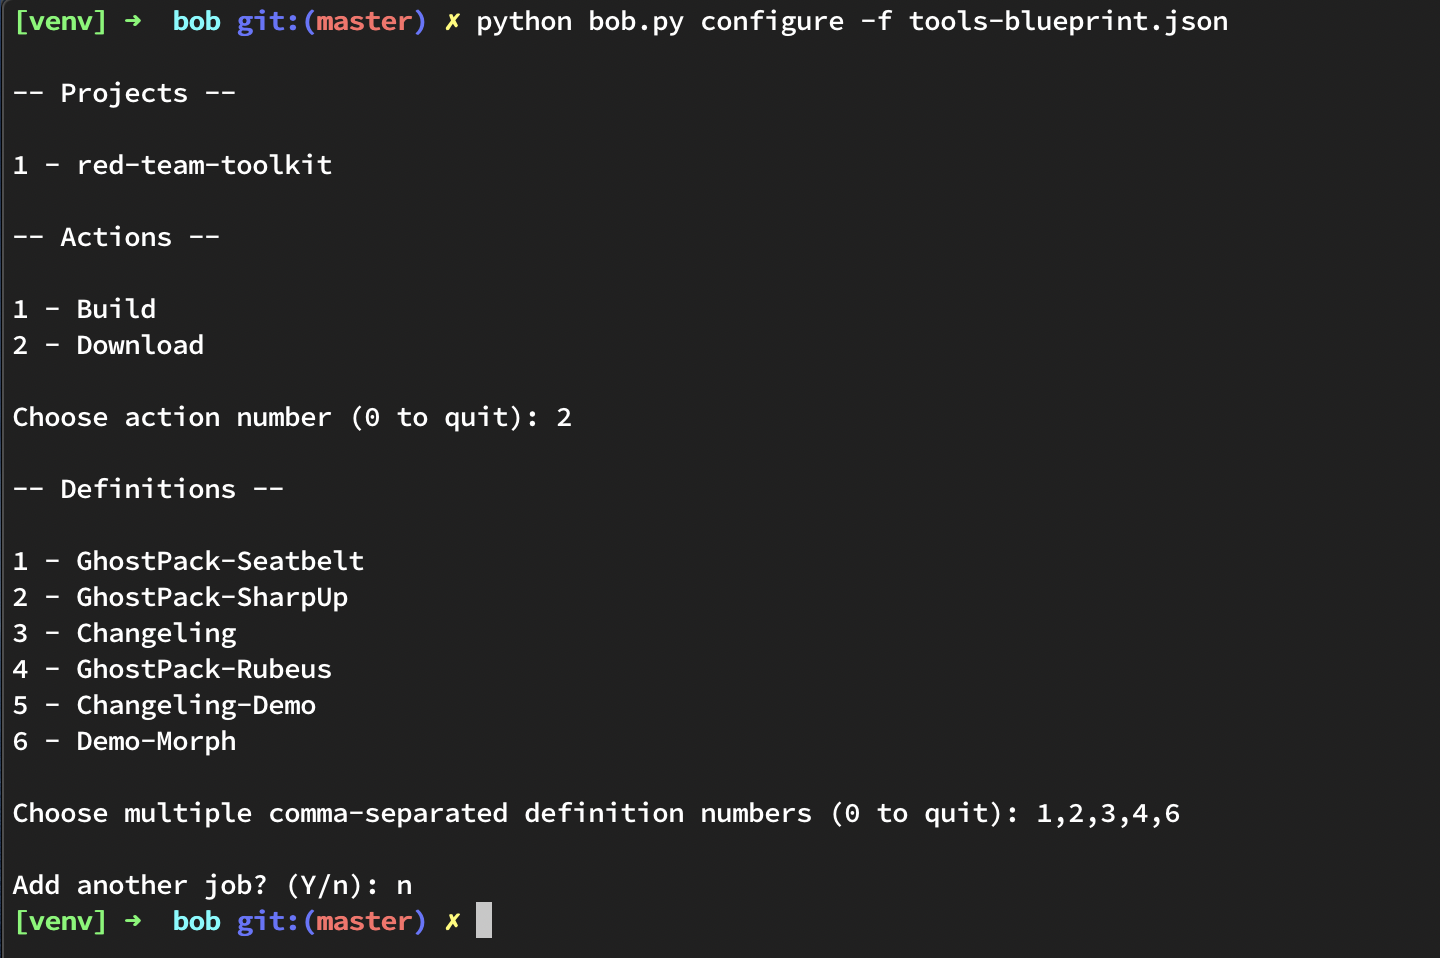 [venv] ➜  bob git:(master) ✗ python bob.py configure -f tools-blueprint.json
-- Projects --
1 - red-team-toolkit
-- Actions --
1 - Build
2 - Download
Choose action number (0 to quit): 2
-- Definitions --
1 - GhostPack-Seatbelt
2 - GhostPack-SharpUp
3 - Changeling
4 - GhostPack-Rubeus
5 - Changeling-Demo
6 - Demo-Morph
Choose multiple comma-separated definition numbers (0 to quit): 1,2,3,4,6
Add another job? (Y/n): n
[venv] ➜  bob git:(master) ✗